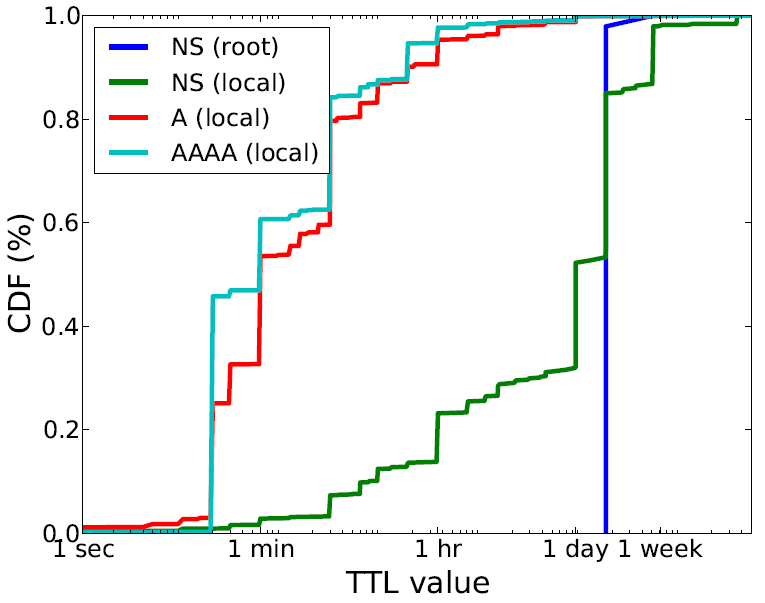 1.0
0.8
0.6
0.4
0.2
0.0
CDF (%)
NS (root)
NS (local)
A (local)
AAAA (local)
1 sec
1 min
1 hr
1 day
1 week
TTL value